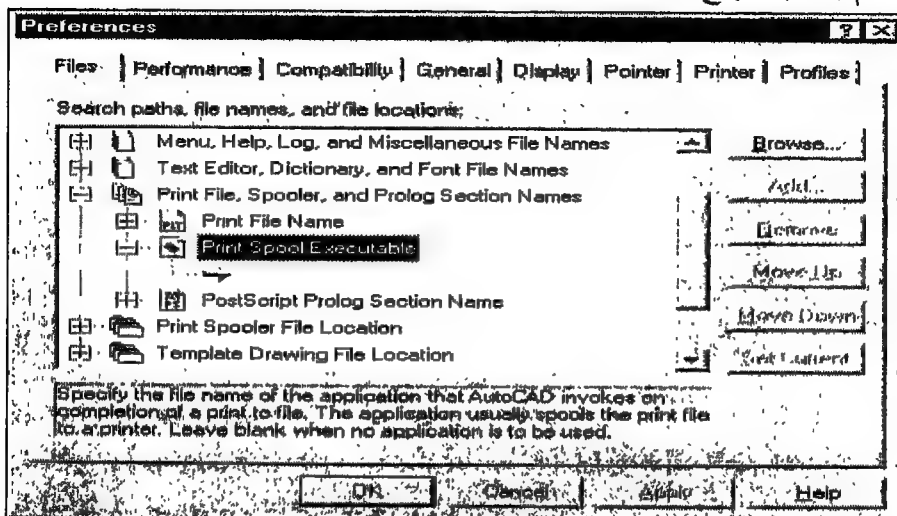 Preferences
Files Performance Compatibility General Display Pointer Printer Profiles
Search paths, file names, and file locations:
Menu, Help, Log, and Miscellaneous File Names
Text Editor, Dictionary, and Font File Names
Print File, Spooler, and Prolog Section Names
Print File Name
Print Spool Executable
PostScript Prolog Section Name
Print Spooler File Location
Template Drawing File Location
Browse...
Add...
Remove
Move Up
Move Down
Set Current
Specify the file name of the application that AutoCAD invokes on
completion of a print to file. The application usually spools the print file
to a printer. Leave blank when no application is to be used.
OK Cancel Apply Help